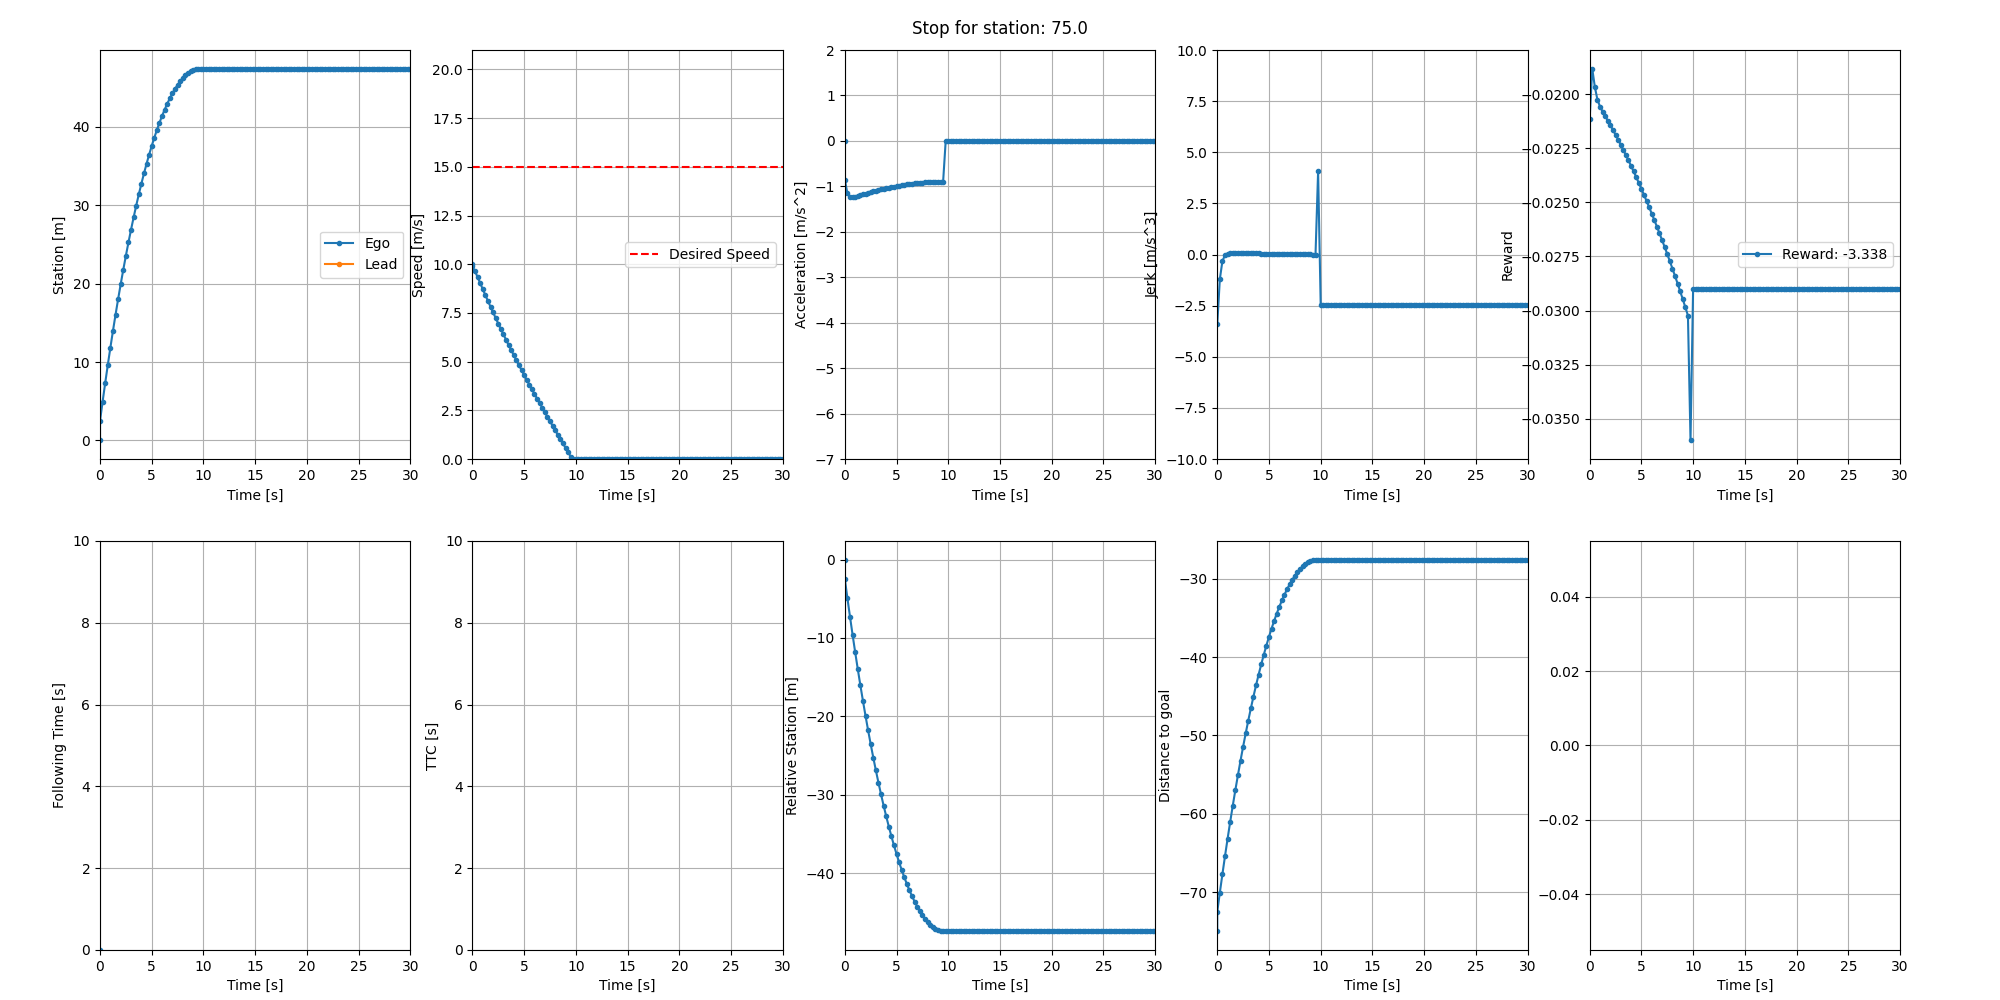 Stop for station: 75.0
Station [m]
40
30
20
10
0
Ego
Lead
0 5 10 15 20 25 30
Time [s]
Speed [m/s]
20.0
17.5
15.0
12.5
10.0
7.5
5.0
2.5
0.0
Desired Speed
0 5 10 15 20 25 30
Time [s]
Acceleration [m/s^2]
2
1
0
−1
−2
−3
−4
−5
−6
−7
0 5 10 15 20 25 30
Time [s]
Jerk [m/s^3]
10.0
7.5
5.0
2.5
0.0
−2.5
−5.0
−7.5
−10.0
0 5 10 15 20 25 30
Time [s]
Reward
−0.0200
−0.0225
−0.0250
−0.0275
−0.0300
−0.0325
−0.0350
Reward: -3.338
0 5 10 15 20 25 30
Time [s]
Following Time [s]
10
8
6
4
2
0
0 5 10 15 20 25 30
Time [s]
TTC [s]
10
8
6
4
2
0
0 5 10 15 20 25 30
Time [s]
Relative Station [m]
0
−10
−20
−30
−40
0 5 10 15 20 25 30
Time [s]
Distance to goal
−30
−40
−50
−60
−70
0 5 10 15 20 25 30
Time [s]
0.04
0.02
0.00
−0.02
−0.04
0 5 10 15 20 25 30
Time [s]